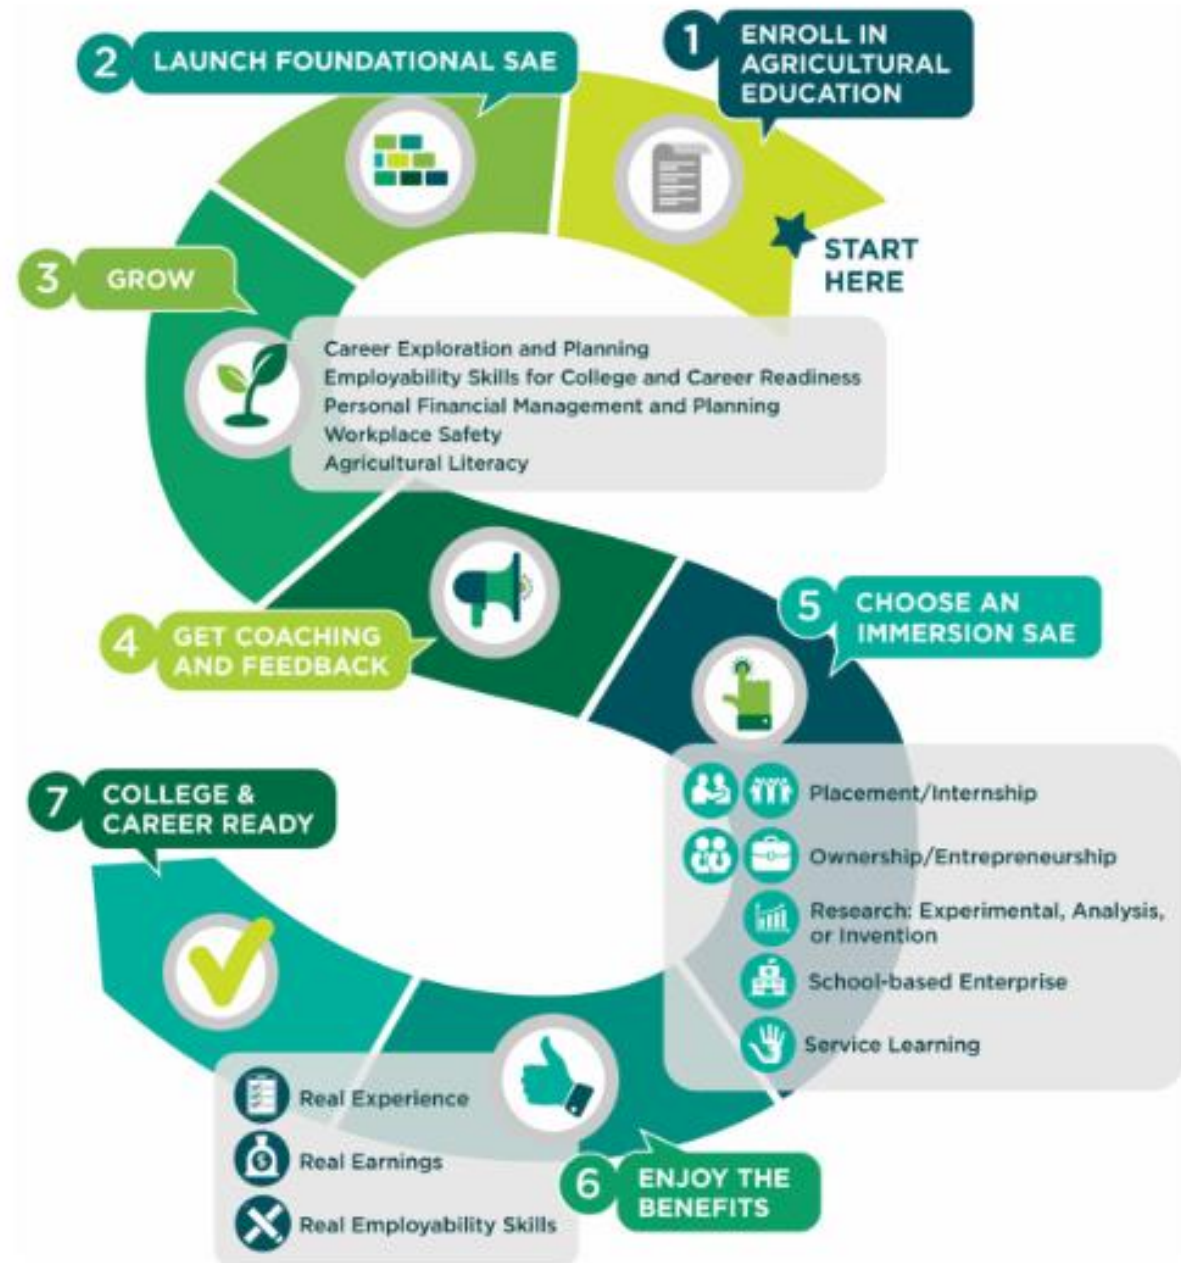 1
ENROLL IN
AGRICULTURAL
EDUCATION
START
HERE
2
LAUNCH FOUNDATIONAL SAE
3
GROW
Career Exploration and Planning
Employability Skills for College and Career Readiness
Personal Financial Management and Planning
Workplace Safety
Agricultural Literacy
4
GET COACHING
AND FEEDBACK
5
CHOOSE AN
IMMERSION SAE
Placement/Internship
Ownership/Entrepreneurship
Research: Experimental, Analysis,
or Invention
School-based Enterprise
Service Learning
6
ENJOY THE
BENEFITS
Real Experience
$
Real Earnings
Real Employability Skills
7
COLLEGE &
CAREER READY